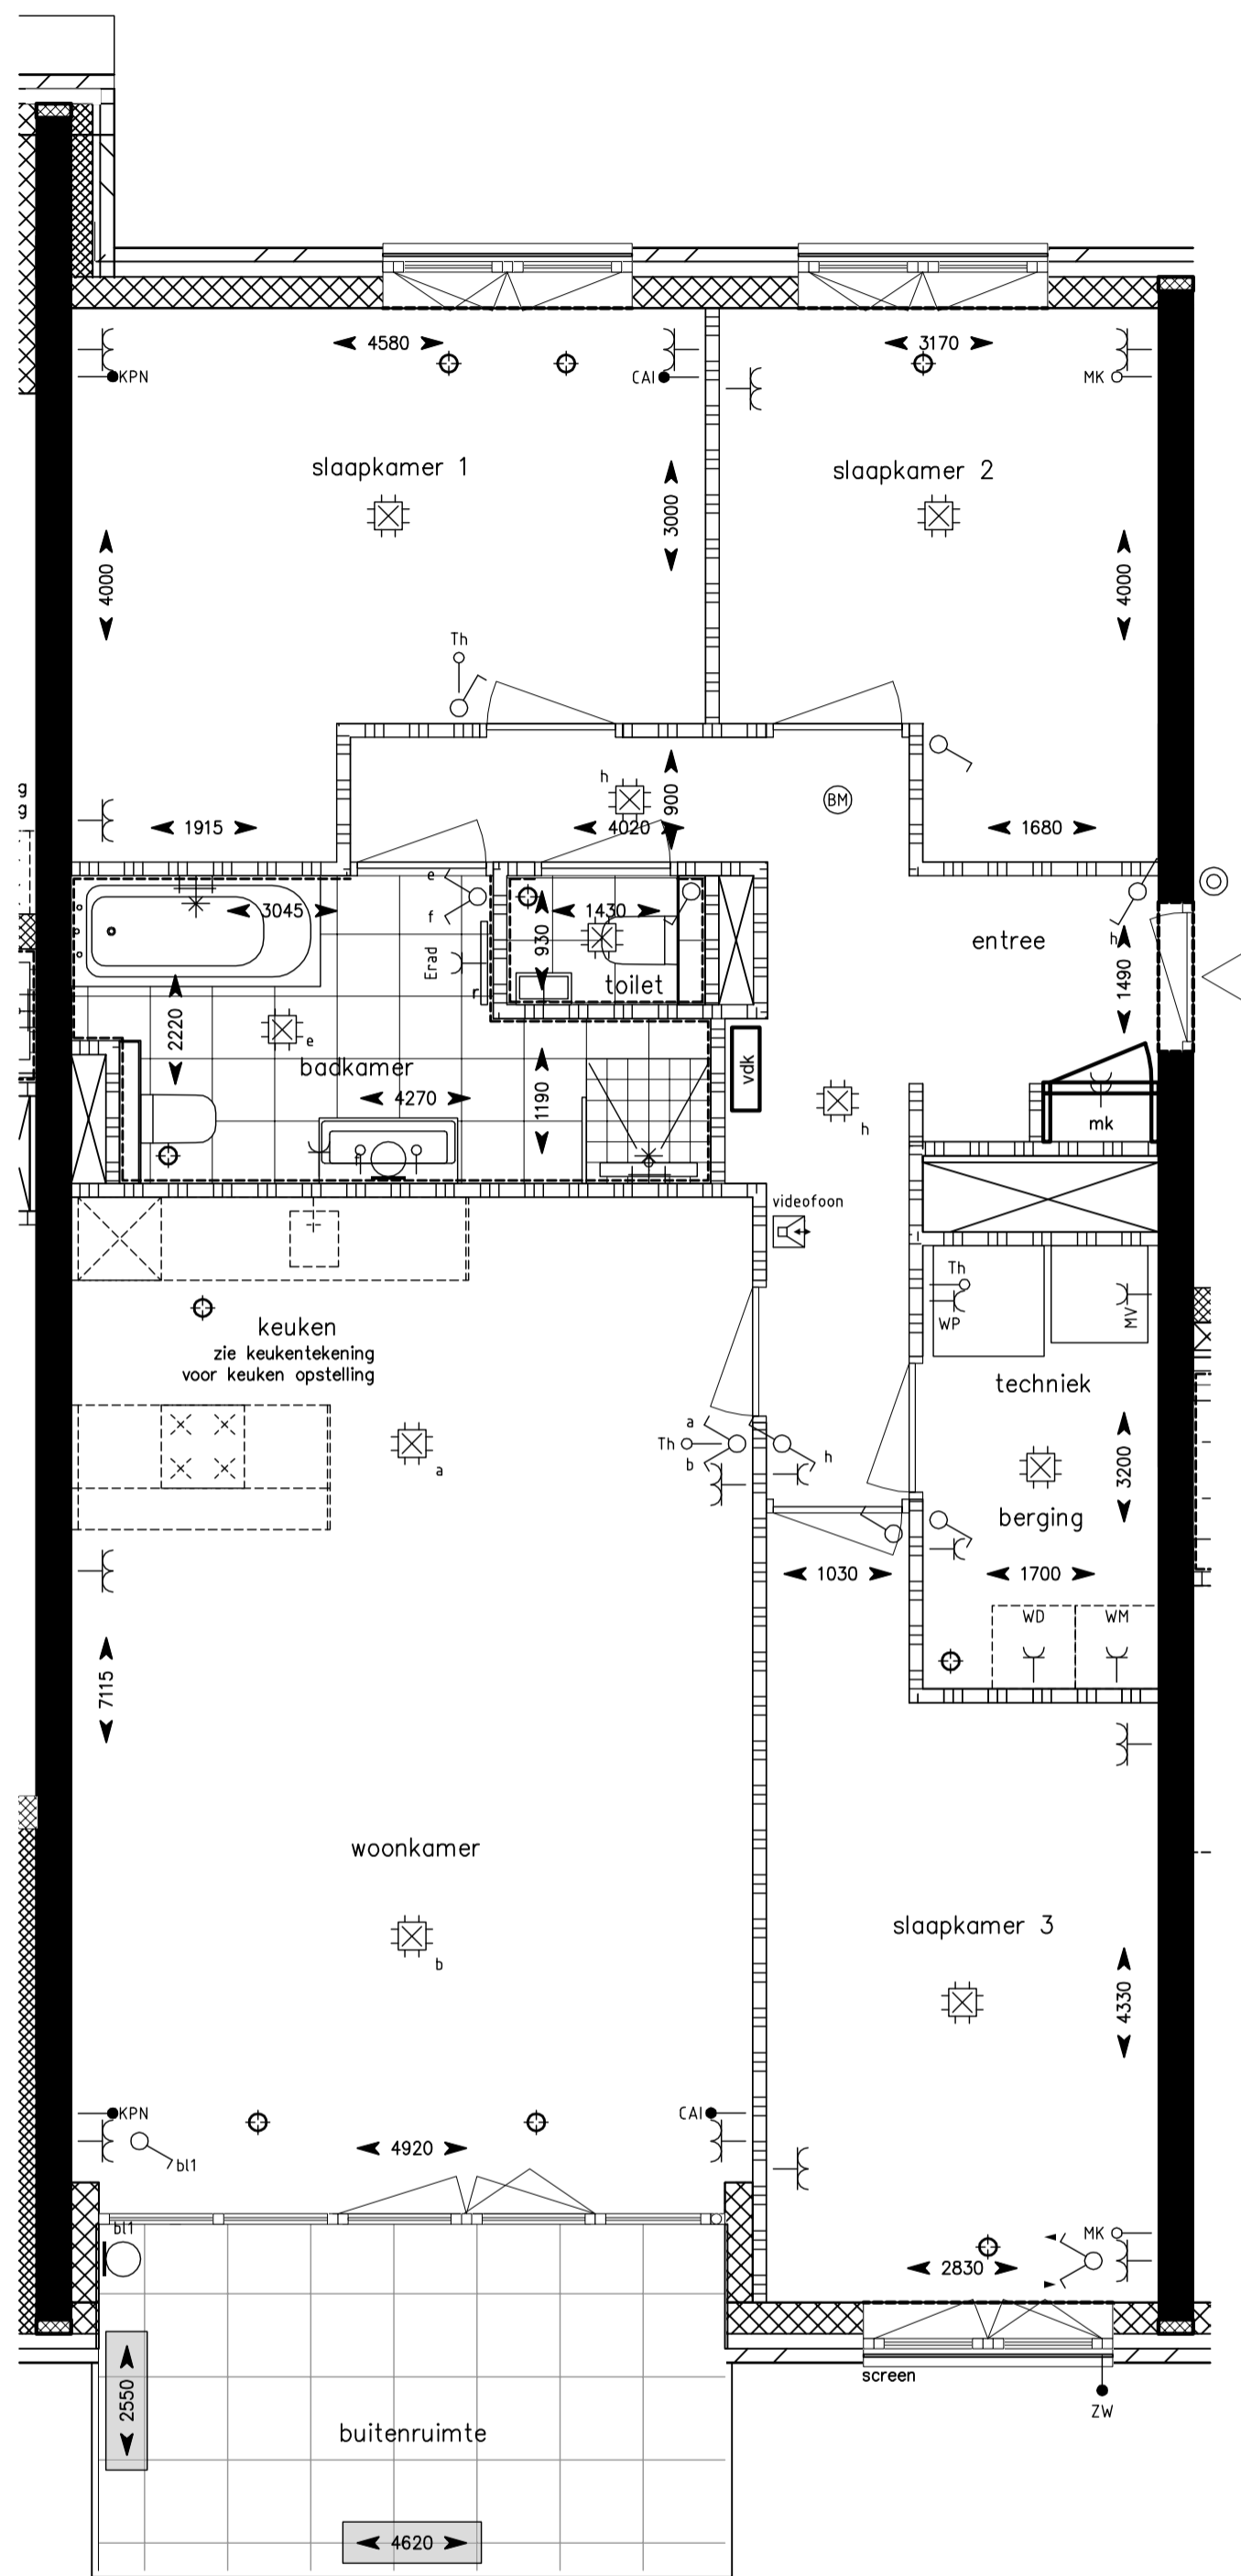 4580
3170
KPN
CAI
MK
slaapkamer 1
slaapkamer 2
3000
4000
4000
Th
g
g
h
BM
900
1915
4020
1680
e
f
3045
1430
930
Erad
r
toilet
entree
h
1490
2220
e
badkamer
4270
1190
vdk
h
mk
f
videofoon
Th
WP
MV
keuken
zie keukentekening
voor keuken opstelling
techniek
a
Th
b
h
a
3200
berging
1030
1700
WD
WM
7115
woonkamer
slaapkamer 3
b
4330
KPN
CAI
bl1
4920
bl1
MK
2830
screen
ZW
2550
buitenruimte
4620